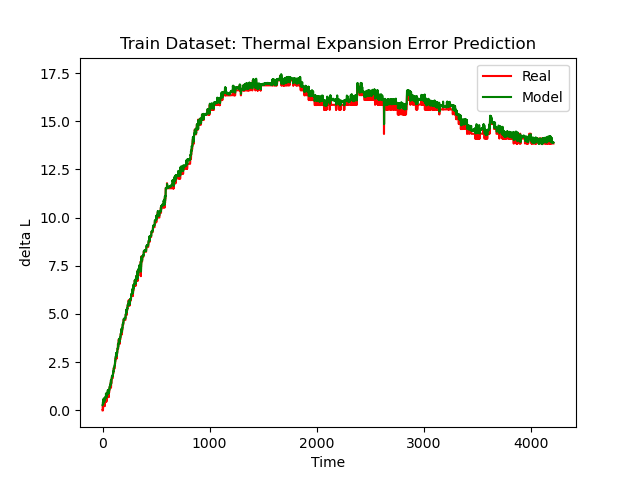 Train Dataset: Thermal Expansion Error Prediction
Real
Model
delta L
17.5
15.0
12.5
10.0
7.5
5.0
2.5
0.0
0
1000
2000
3000
4000
Time